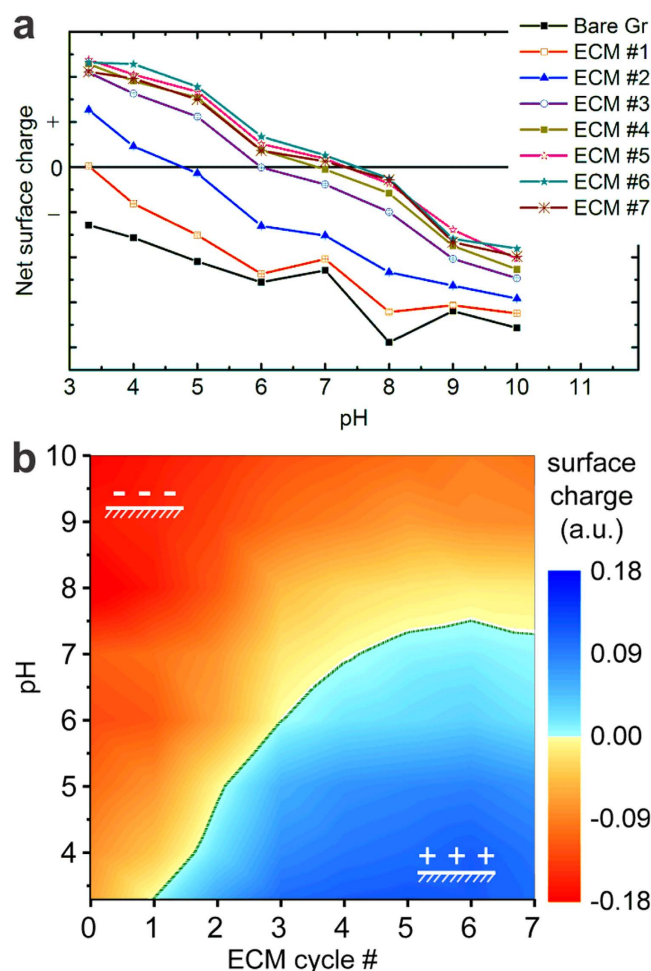 a
Bare Gr
ECM #1
ECM #2
ECM #3
ECM #4
ECM #5
ECM #6
ECM #7
Net surface charge
+
0
−
3 4 5 6 7 8 9 10 11
pH
b
surface
charge
(a.u.)
- - -
+ + +
10
9
8
7
6
5
4
pH
0 1 2 3 4 5 6 7
ECM cycle #
0.18
0.09
0.00
-0.09
-0.18